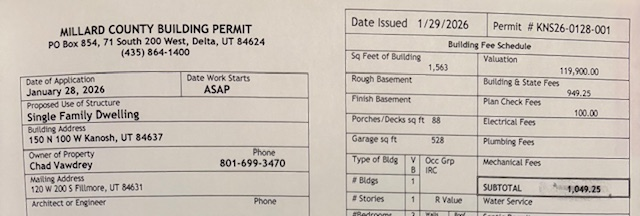 MILLARD COUNTY BUILDING PERMIT
PO Box 854, 71 South 200 West, Delta, UT 84624
(435) 864-1400
Date of Application Date Work Starts
January 28, 2026 ASAP
Proposed Use of Structure
Single Family Dwelling
Building Address
150 N 100 W Kanosh, UT 84637
Owner of Property Phone
Chad Vawdrey 801-699-3470
Mailing Address
120 W 200 S Fillmore, UT 84631
Architect or Engineer Phone
Date Issued 1/29/2026 Permit # KNS26-0128-001
Building Fee Schedule
Sq Feet of Building 1,563 Valuation 119,900.00
Rough Basement Building & State Fees 949.25
Finish Basement Plan Check Fees 100.00
Porches/Decks sq ft 88 Electrical Fees
Garage sq ft 528 Plumbing Fees
Type of Bldg V B Occ Grp IRC Mechanical Fees
# Bldgs 1 SUBTOTAL 1,049.25
# Stories 1 R Value Water Service
#Bedrooms